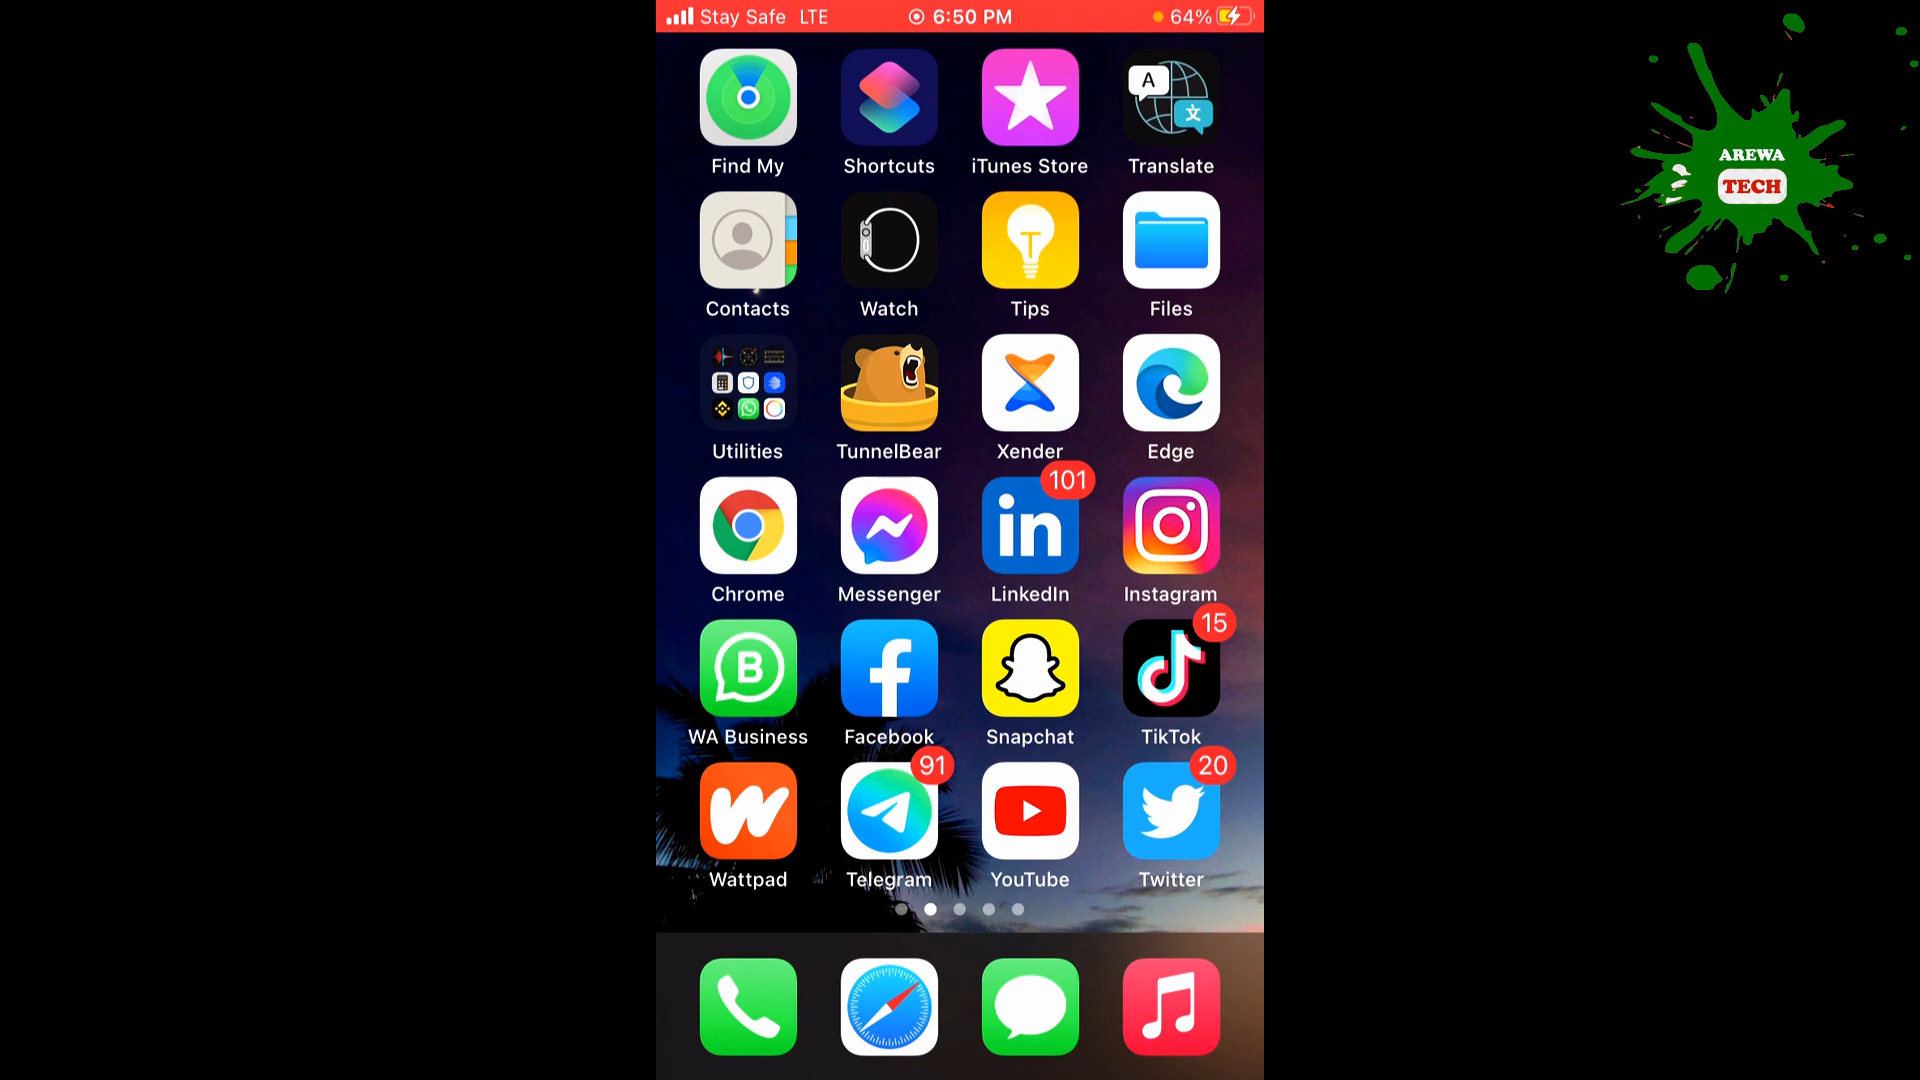 Stay Safe LTE 6:50 PM 64%
AREWA
TECH
A 文
Find My Shortcuts iTunes Store Translate
T
Contacts Watch Tips Files
Utilities TunnelBear Xender Edge
101
in
Chrome Messenger LinkedIn Instagram
15
B f
WA Business Facebook Snapchat TikTok
91 20
W
Wattpad Telegram YouTube Twitter